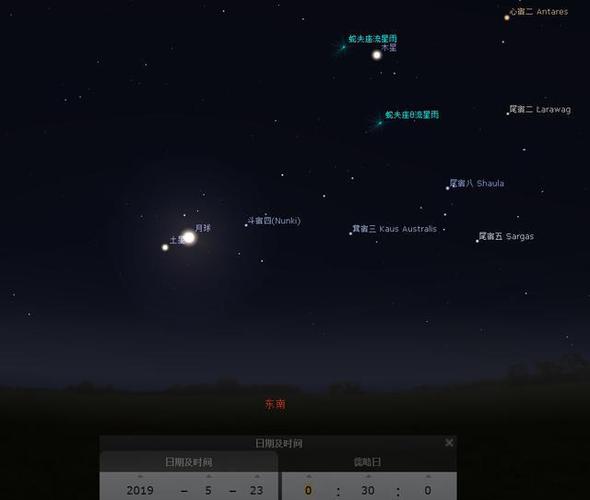 心宿二 Antares
蛇夫座流星雨
木星
尾宿二 Larawag
蛇夫座θ流星雨
尾宿八 Shaula
斗宿四(Nunki)
月球
土星
箕宿三 Kaus Australis
尾宿五 Sargas
东南
日期及时间
日期及时间
儒略日
2019 - 5 - 23
0 : 30 : 0